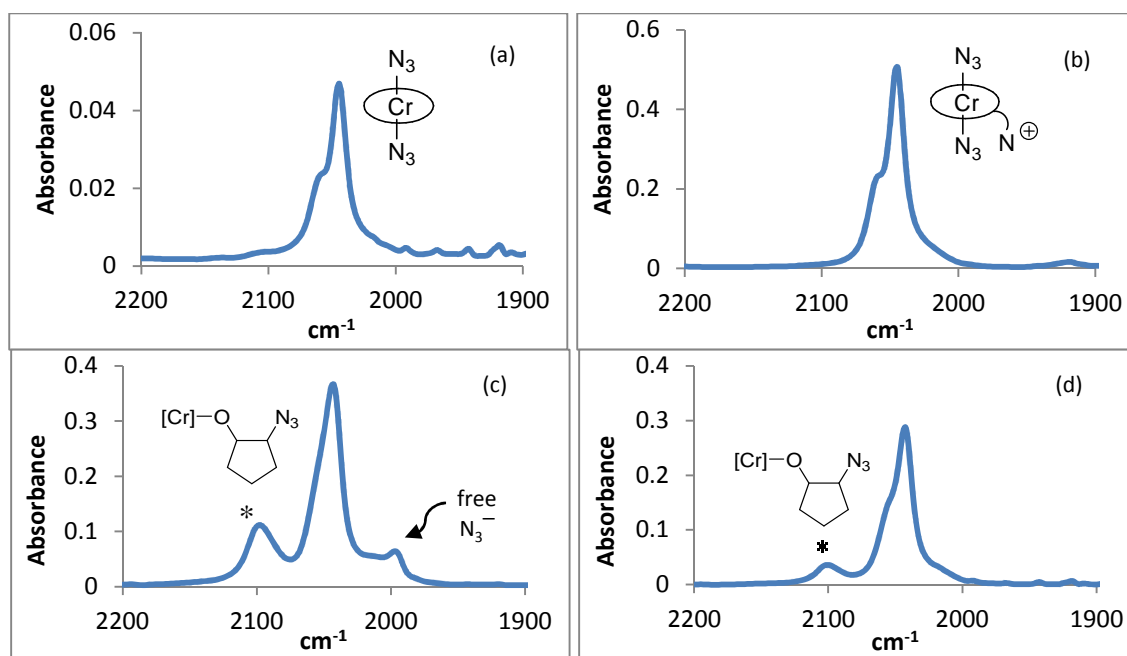 (a)
0.06
0.04
0.02
0
Absorbance
2200 2100 2000 1900
cm⁻¹
N₃
Cr
N₃
(b)
0.6
0.4
0.2
0
Absorbance
2200 2100 2000 1900
cm⁻¹
N₃
Cr
N₃ N ⊕
(c)
0.4
0.3
0.2
0.1
0
Absorbance
2200 2100 2000 1900
cm⁻¹
[Cr]—O N₃
*
free
N₃⁻
(d)
0.4
0.3
0.2
0.1
0
Absorbance
2200 2100 2000 1900
cm⁻¹
[Cr]—O N₃
*